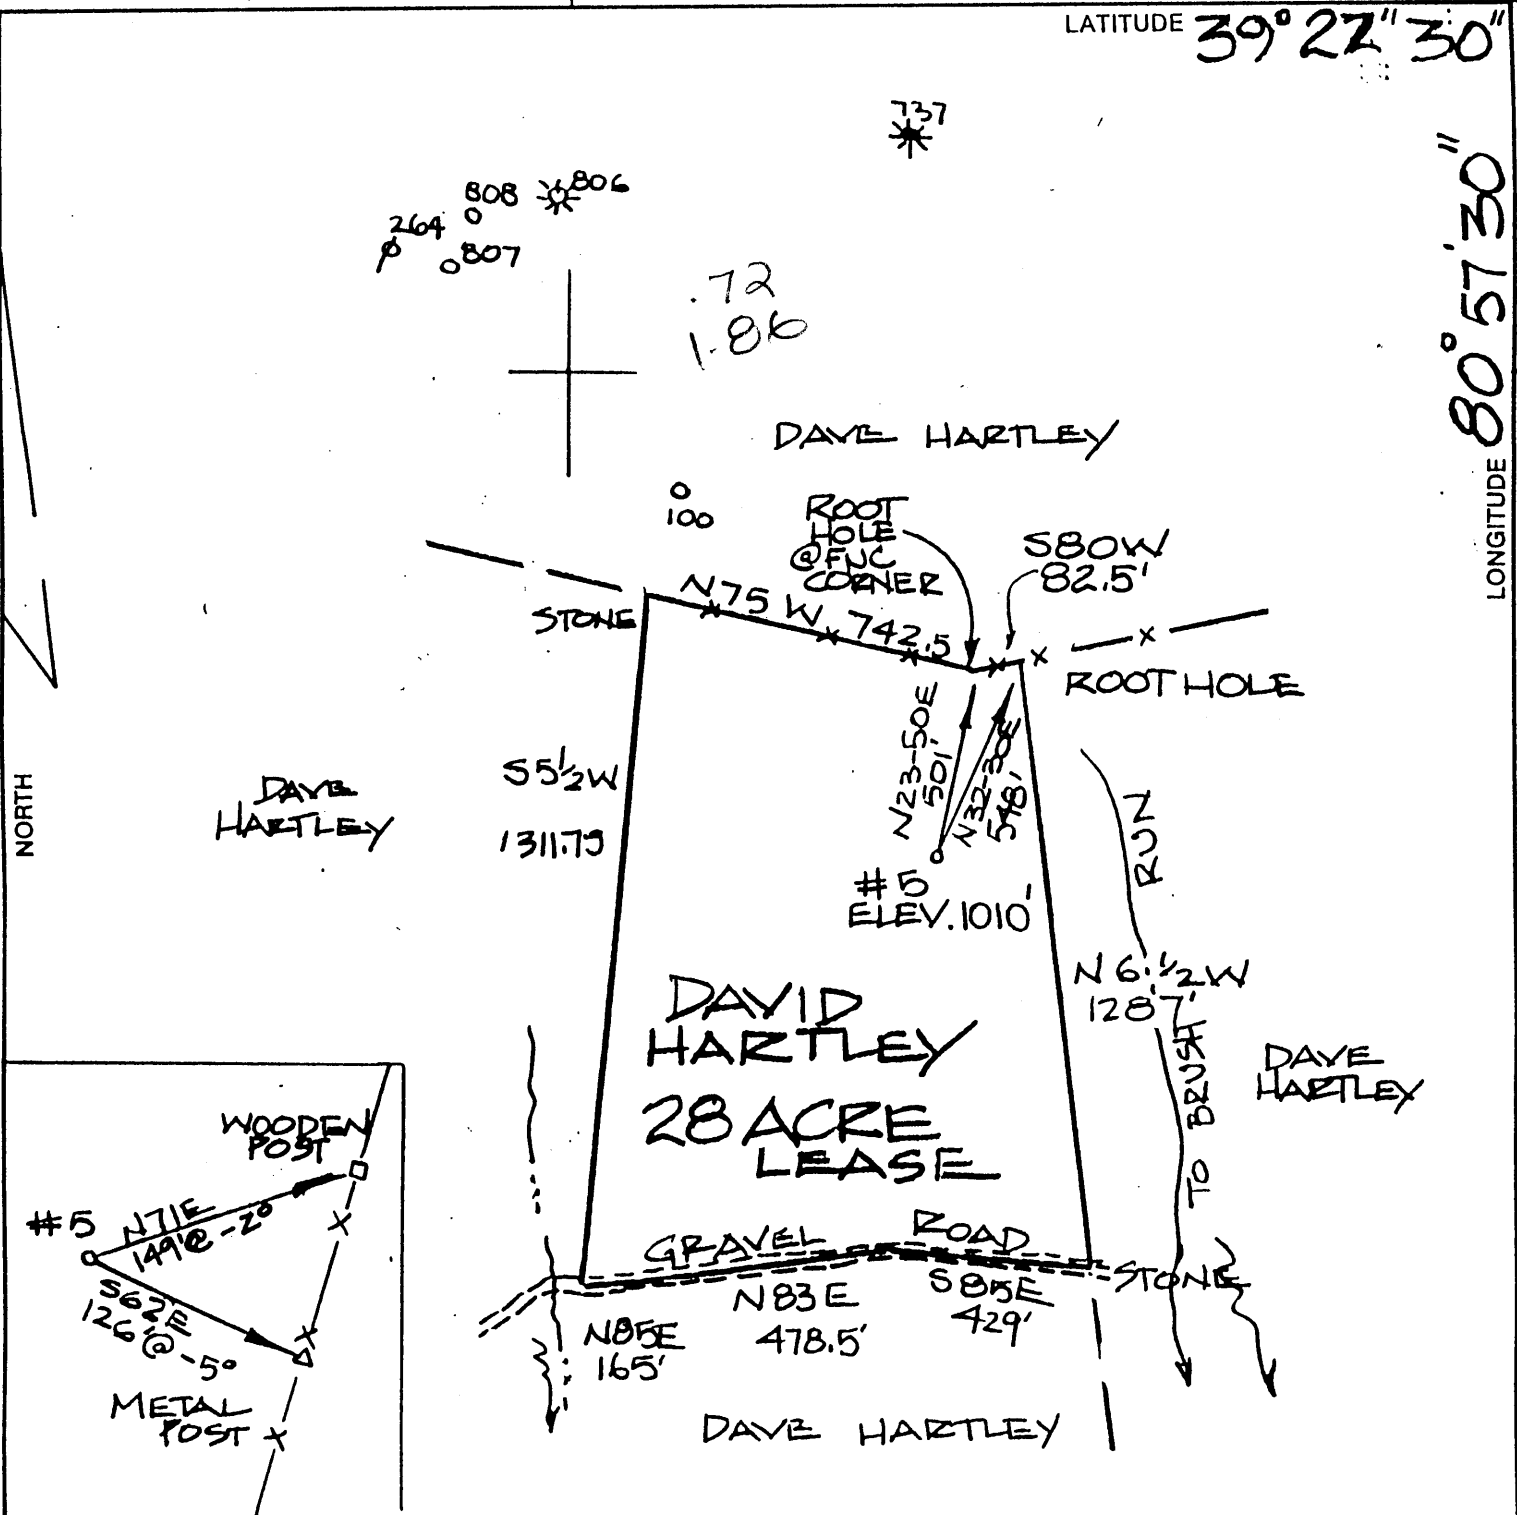 LATITUDE 39° 22" 30"
LONGITUDE 80° 57' 30"
737
808
806
264
807
.72
1.86
DAVE HARTLEY
100
ROOT
HOLE
@ FNC
CORNER
S80W
82.5'
STONE
N75 W 742.5
ROOT HOLE
S5½W
1311.79
N23-50E
501'
N32-30E
548'
#5
ELEV. 1010'
NORTH
DAVE
HARTLEY
RUN
TO BRUSH
N 6½W
1287'
DAVID
HARTLEY
28 ACRE
LEASE
DAVE
HARTLEY
WOODEN
POST
#5
N71E
149'@ -2°
S62E
126'@ -5°
METAL
POST
GRAVEL ROAD
STONE
N85E
165'
N83E
478.5'
S85E
429'
DAVE HARTLEY